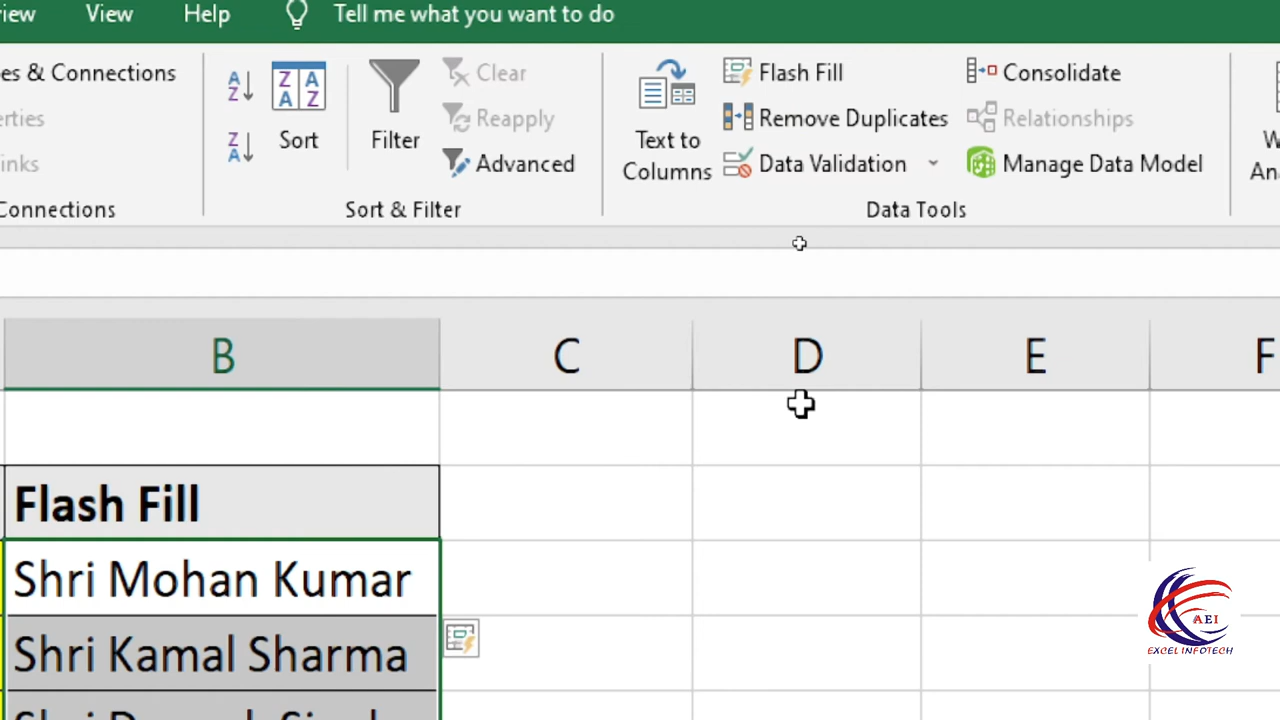 view View Help Tell me what you want to do
es & Connections
erties
inks
Connections
A Z
Z A
Z A A Z
Sort
Filter
Clear
Reapply
Advanced
Sort & Filter
Text to
Columns
Flash Fill
Remove Duplicates
Data Validation
Consolidate
Relationships
Manage Data Model
Data Tools
B C D E F
Flash Fill
Shri Mohan Kumar
Shri Kamal Sharma
AEI
EXCEL INFOTECH